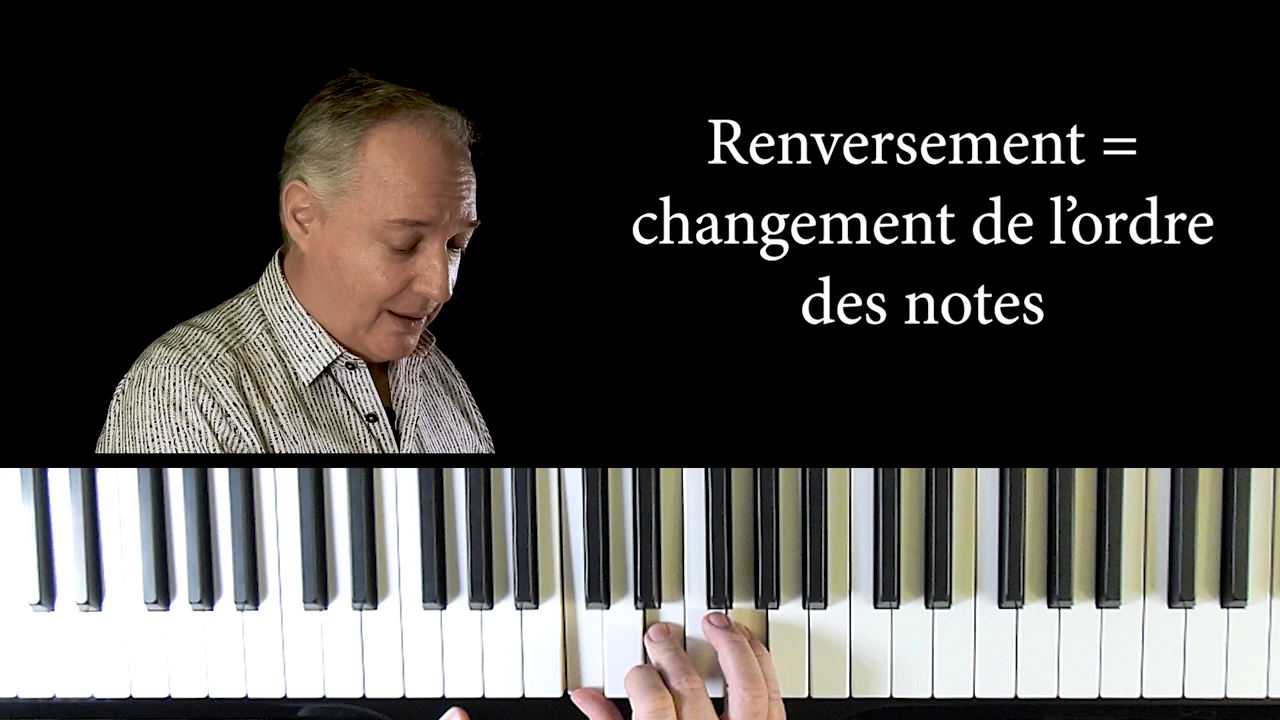 Renversement =
changement de l’ordre
des notes